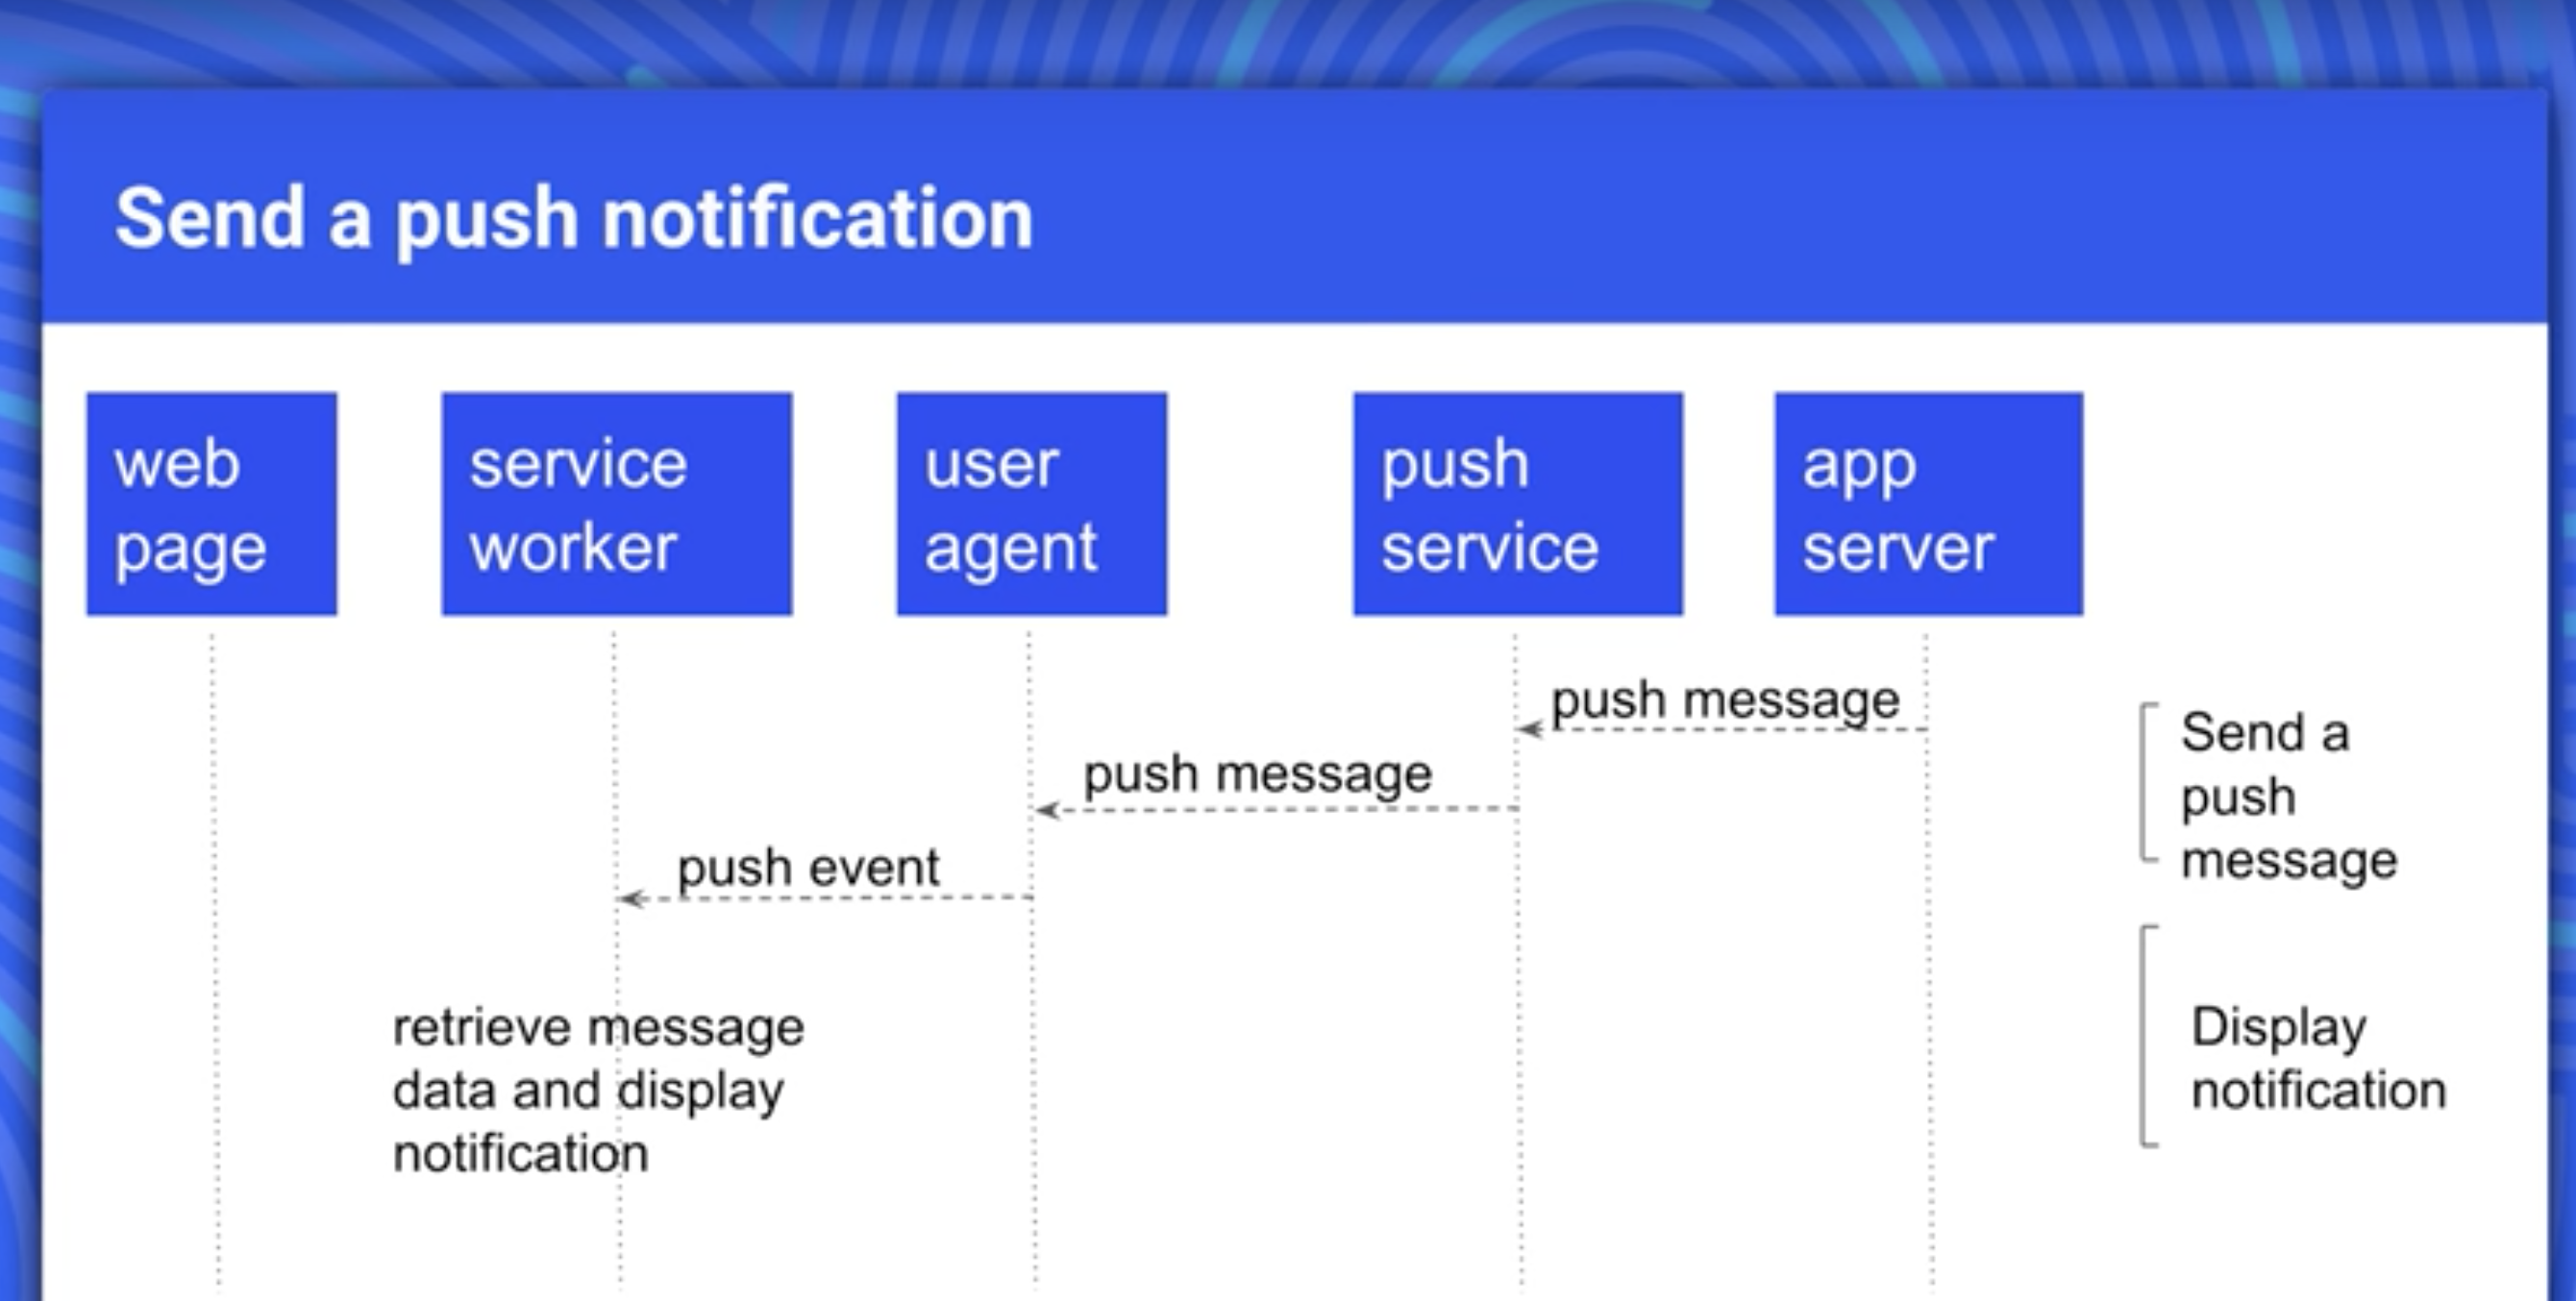 Send a push notification
web
page
service
worker
user
agent
push
service
app
server
push message
push message
push event
retrieve message
data and display
notification
Send a
push
message
Display
notification